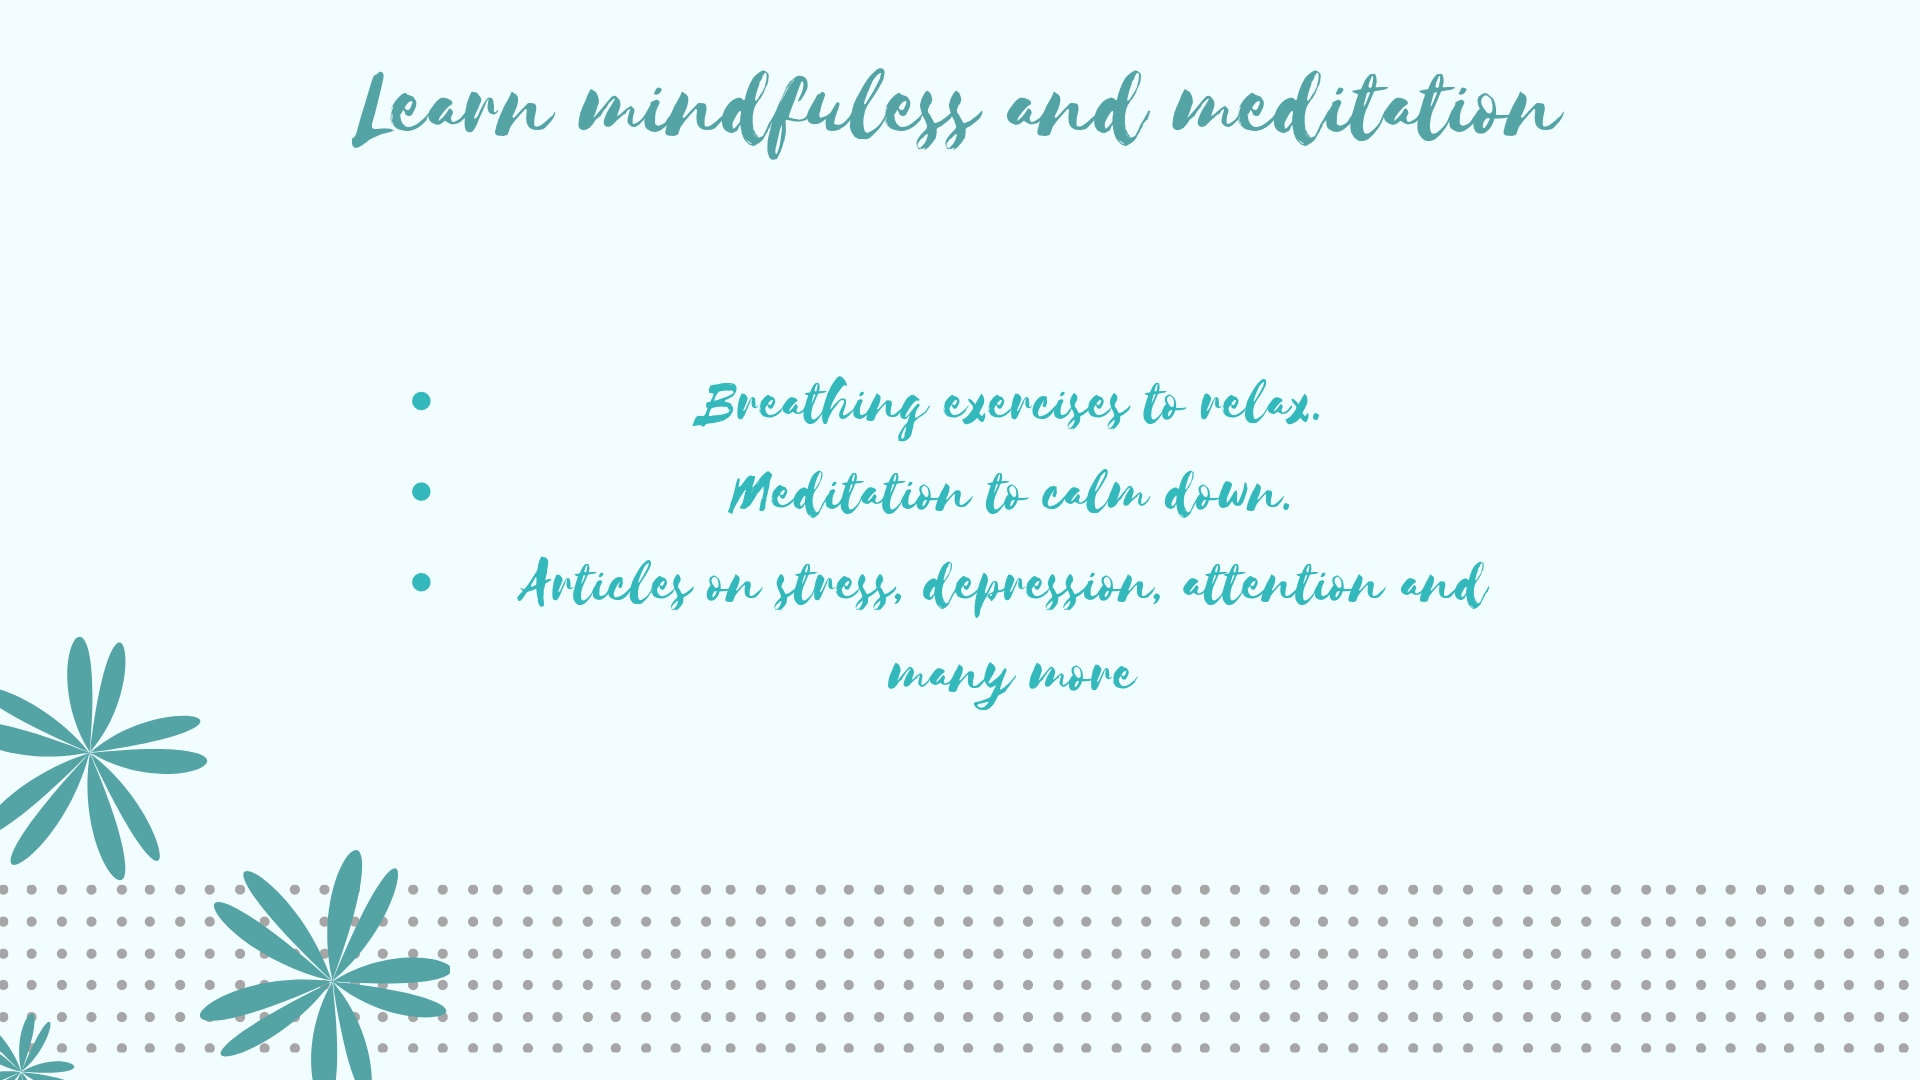 Learn mindfuless and meditation
• Breathing exercises to relax.
• Meditation to calm down.
• Articles on stress, depression, attention and
many more